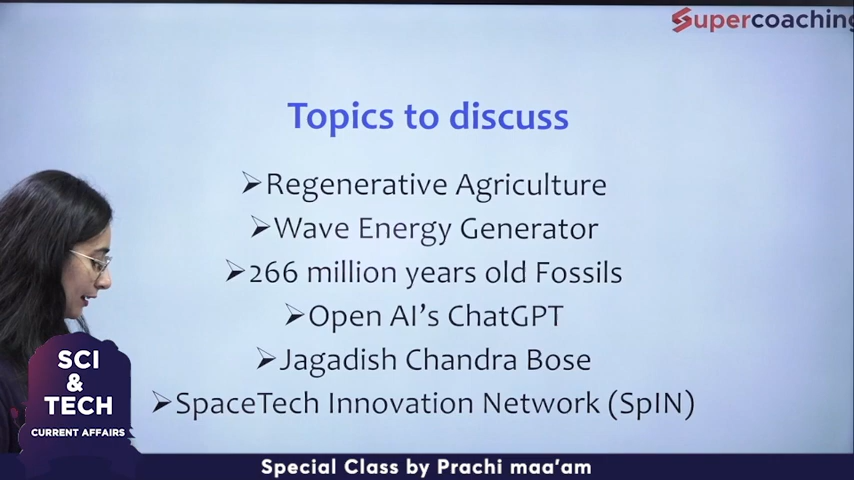 Supercoaching
Topics to discuss
➢Regenerative Agriculture
➢Wave Energy Generator
➢266 million years old Fossils
➢Open AI's ChatGPT
➢Jagadish Chandra Bose
➢SpaceTech Innovation Network (SpIN)
SCI
&
TECH
CURRENT AFFAIRS
Special Class by Prachi maa'am